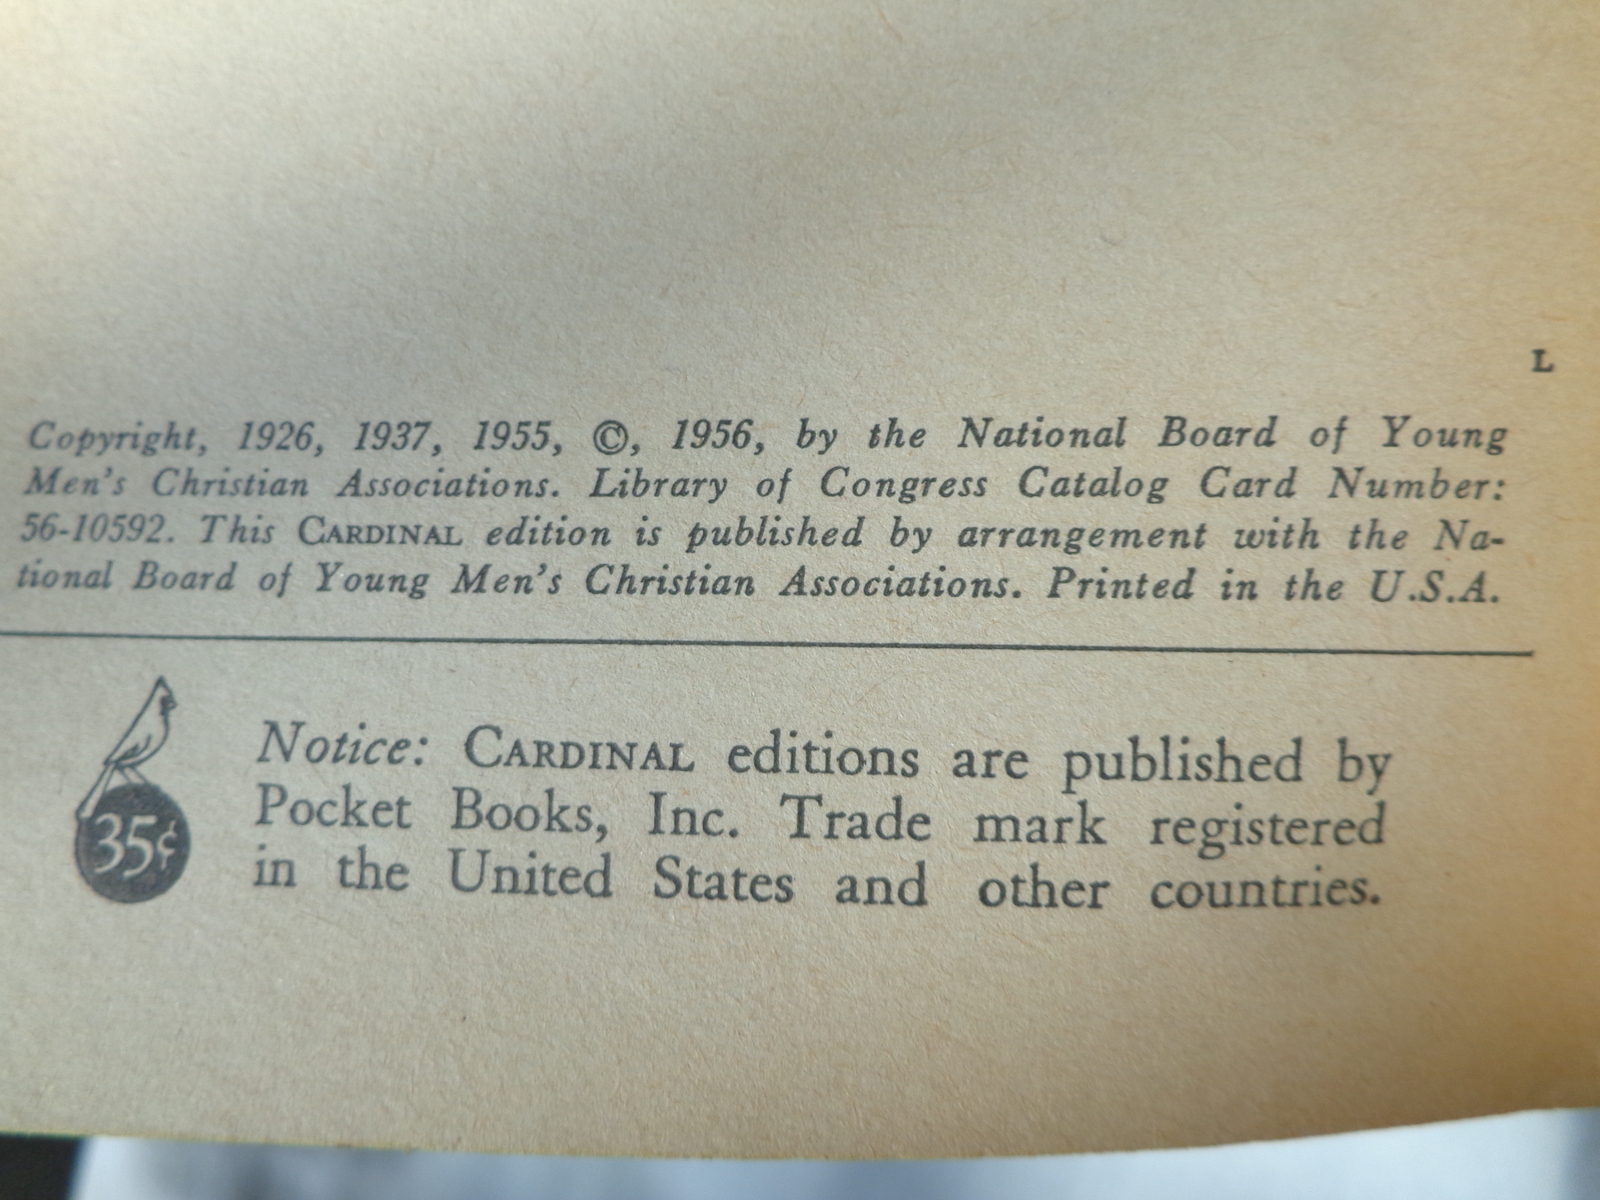 L
Copyright, 1926, 1937, 1955, ©, 1956, by the National Board of Young
Men's Christian Associations. Library of Congress Catalog Card Number:
56-10592. This CARDINAL edition is published by arrangement with the Na-
tional Board of Young Men's Christian Associations. Printed in the U.S.A.
35¢
Notice: CARDINAL editions are published by
Pocket Books, Inc. Trade mark registered
in the United States and other countries.